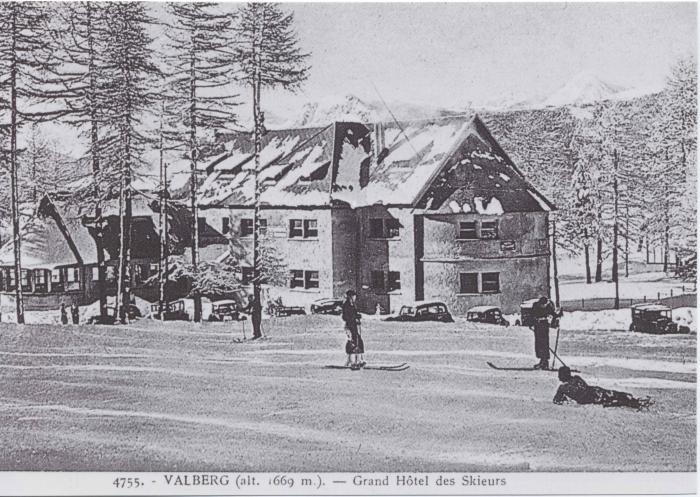 4755. - VALBERG (alt. 1669 m.). — Grand Hôtel des Skieurs